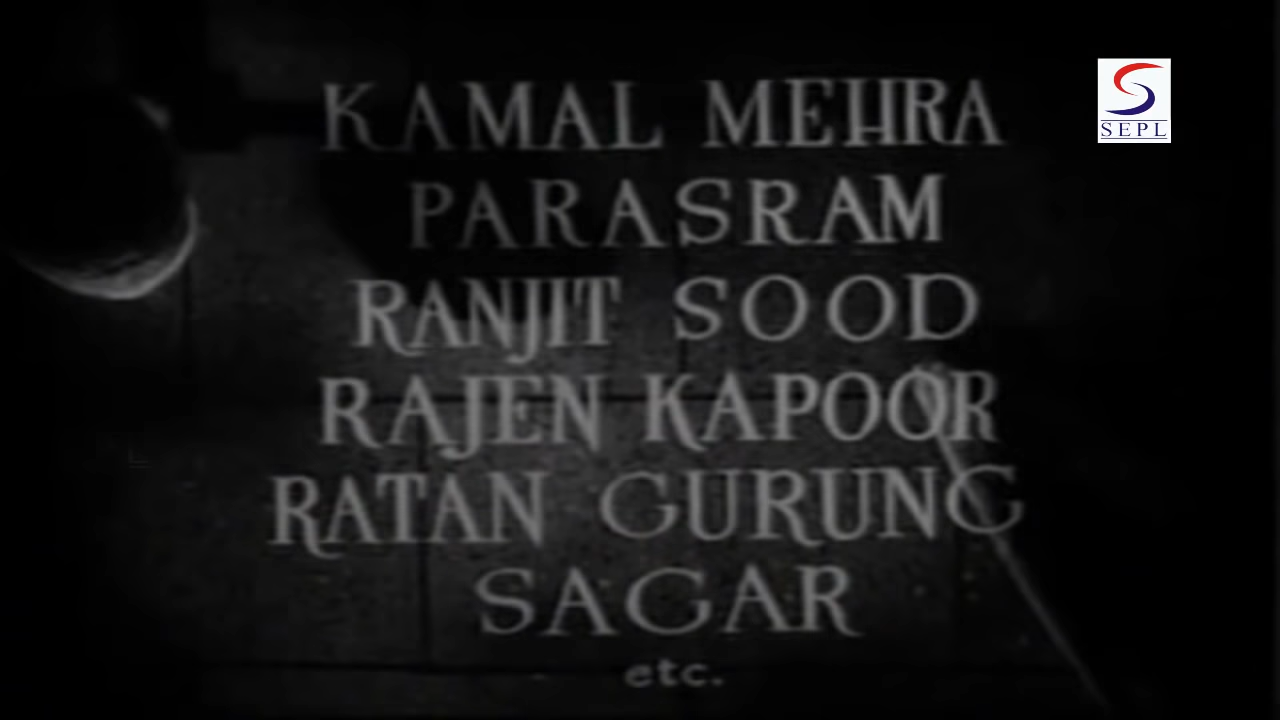 KAMAL MEHRA
PARASRAM
RANJIT SOOD
RAJEN KAPOOR
RATAN GURUNG
SAGAR
etc.
SEPL